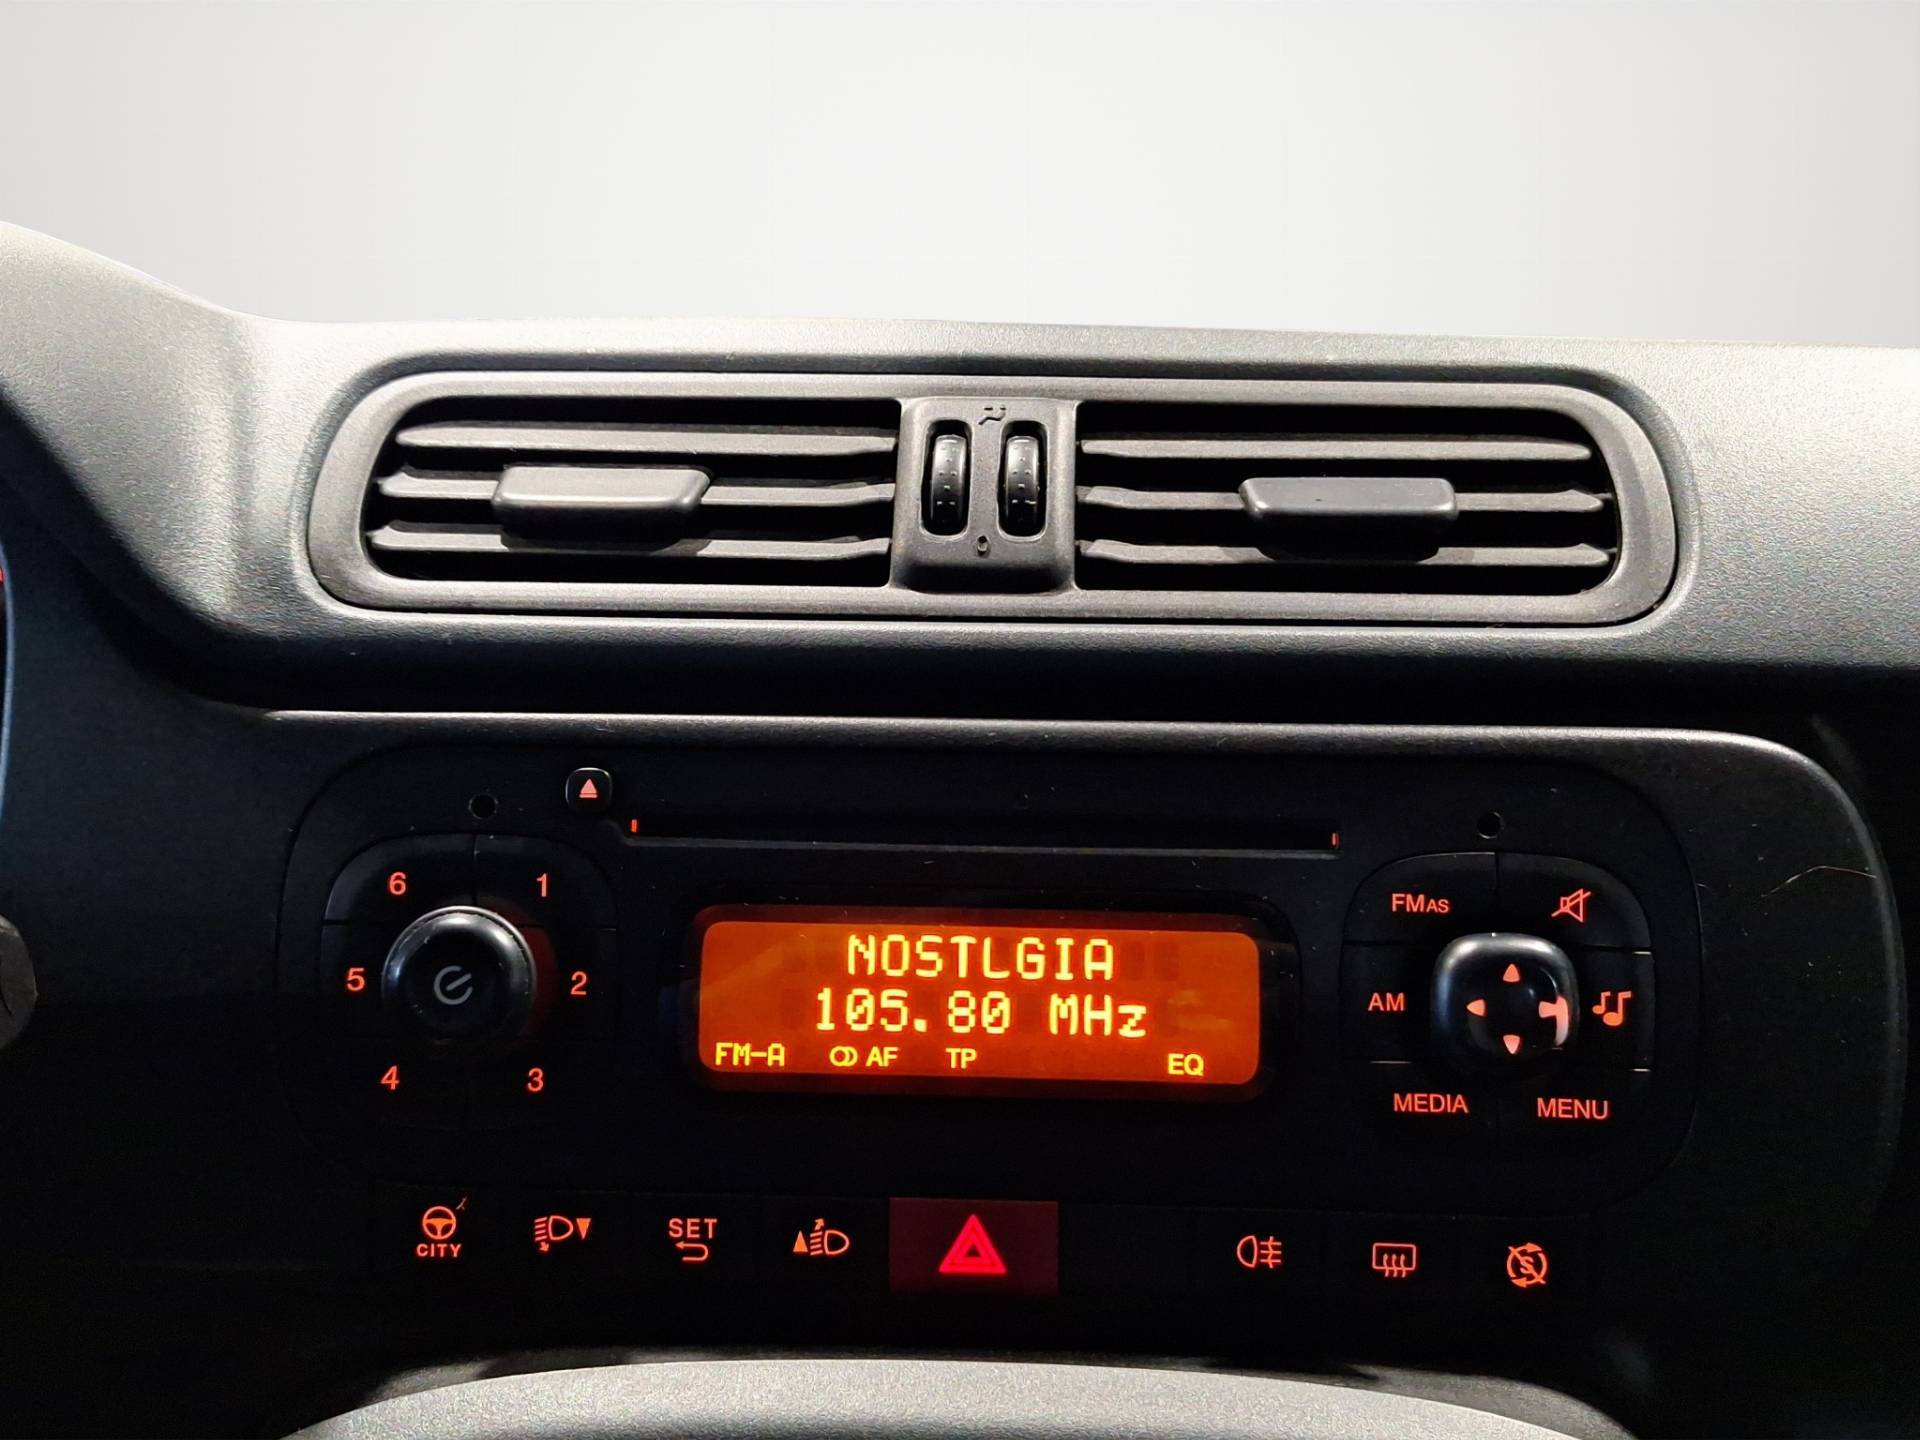 6 1
5 2
4 3
NOSTLGIA
105.80 MHz
FM-A AF TP EQ
FMAS
AM
MEDIA MENU
CITY
SET